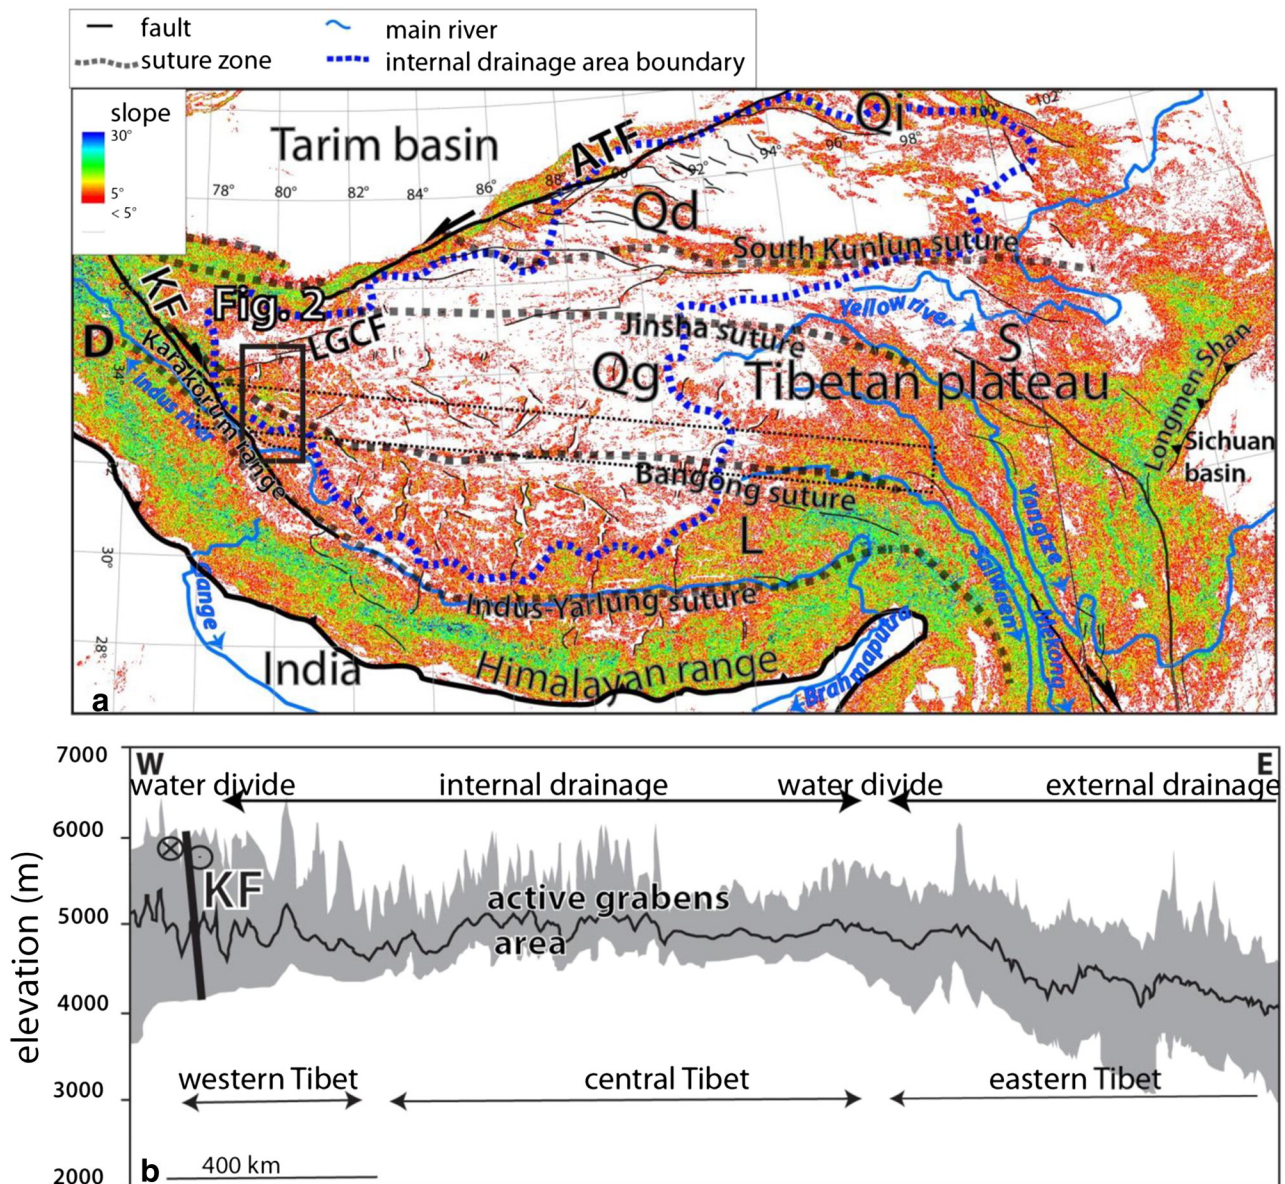 fault
main river
suture zone
internal drainage area boundary
slope
30°
5°
< 5°
Tarim basin
ATF
Qi
102°
98°
96°
94°
92°
90
88°
86°
84°
82°
80°
78°
Qd
South Kunlun suture
KF
Fig. 2
LGCF
Jinsha suture
Yellow river
S
D
Karakorum range
34°
Indus river
Qg
Tibetan plateau
Longmen Shan
Sichuan
basin
Bangong suture
Yangtze
L
Salween
Mekong
30°
Gange
Indus-Yarlung suture
28°
India
Himalayan range
Brahmaputra
a
7000
W
E
water divide
internal drainage
water divide
external drainage
6000
KF
active grabens
area
5000
elevation (m)
4000
western Tibet
central Tibet
eastern Tibet
3000
b
400 km
2000